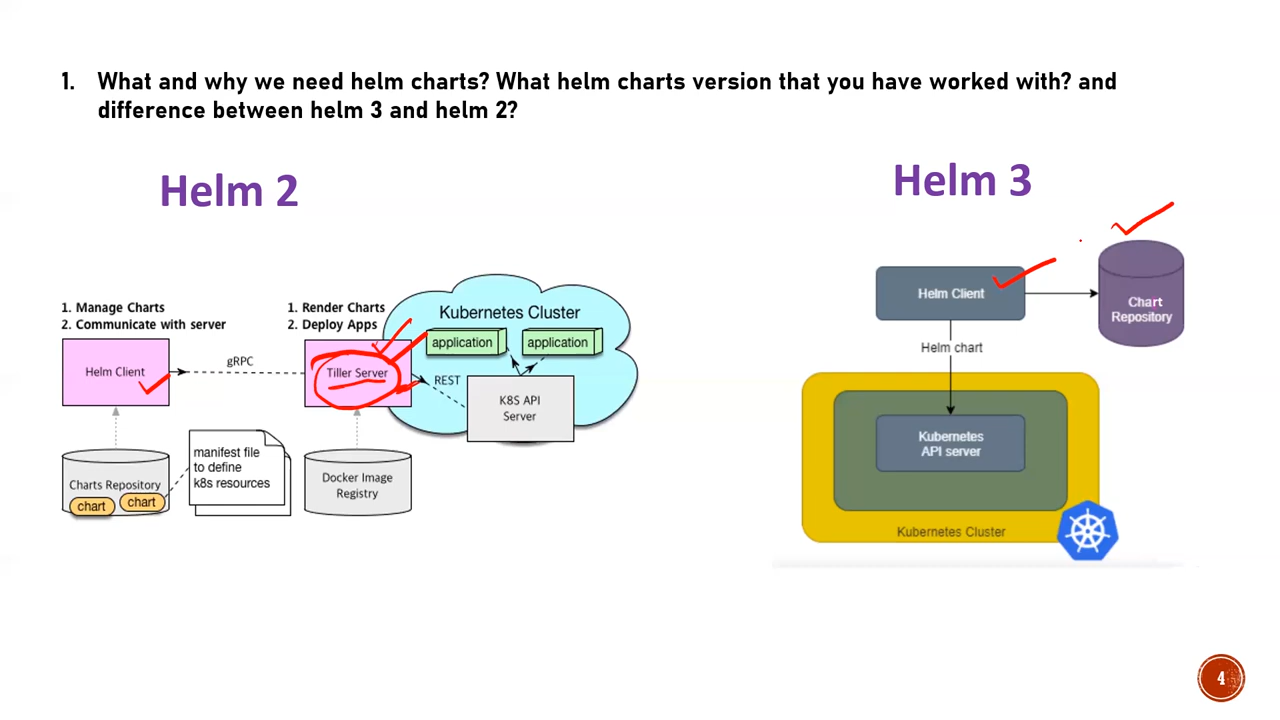 1. What and why we need helm charts? What helm charts version that you have worked with? and
difference between helm 3 and helm 2?
Helm 2
Helm 3
1. Manage Charts
2. Communicate with server
1. Render Charts
2. Deploy Apps
Kubernetes Cluster
application
application
Helm Client
gRPC
Tiller Server
REST
K8S API
Server
Charts Repository
chart
chart
manifest file
to define
k8s resources
Docker Image
Registry
Helm Client
Chart
Repository
Helm chart
Kubernetes
API server
Kubernetes Cluster
4